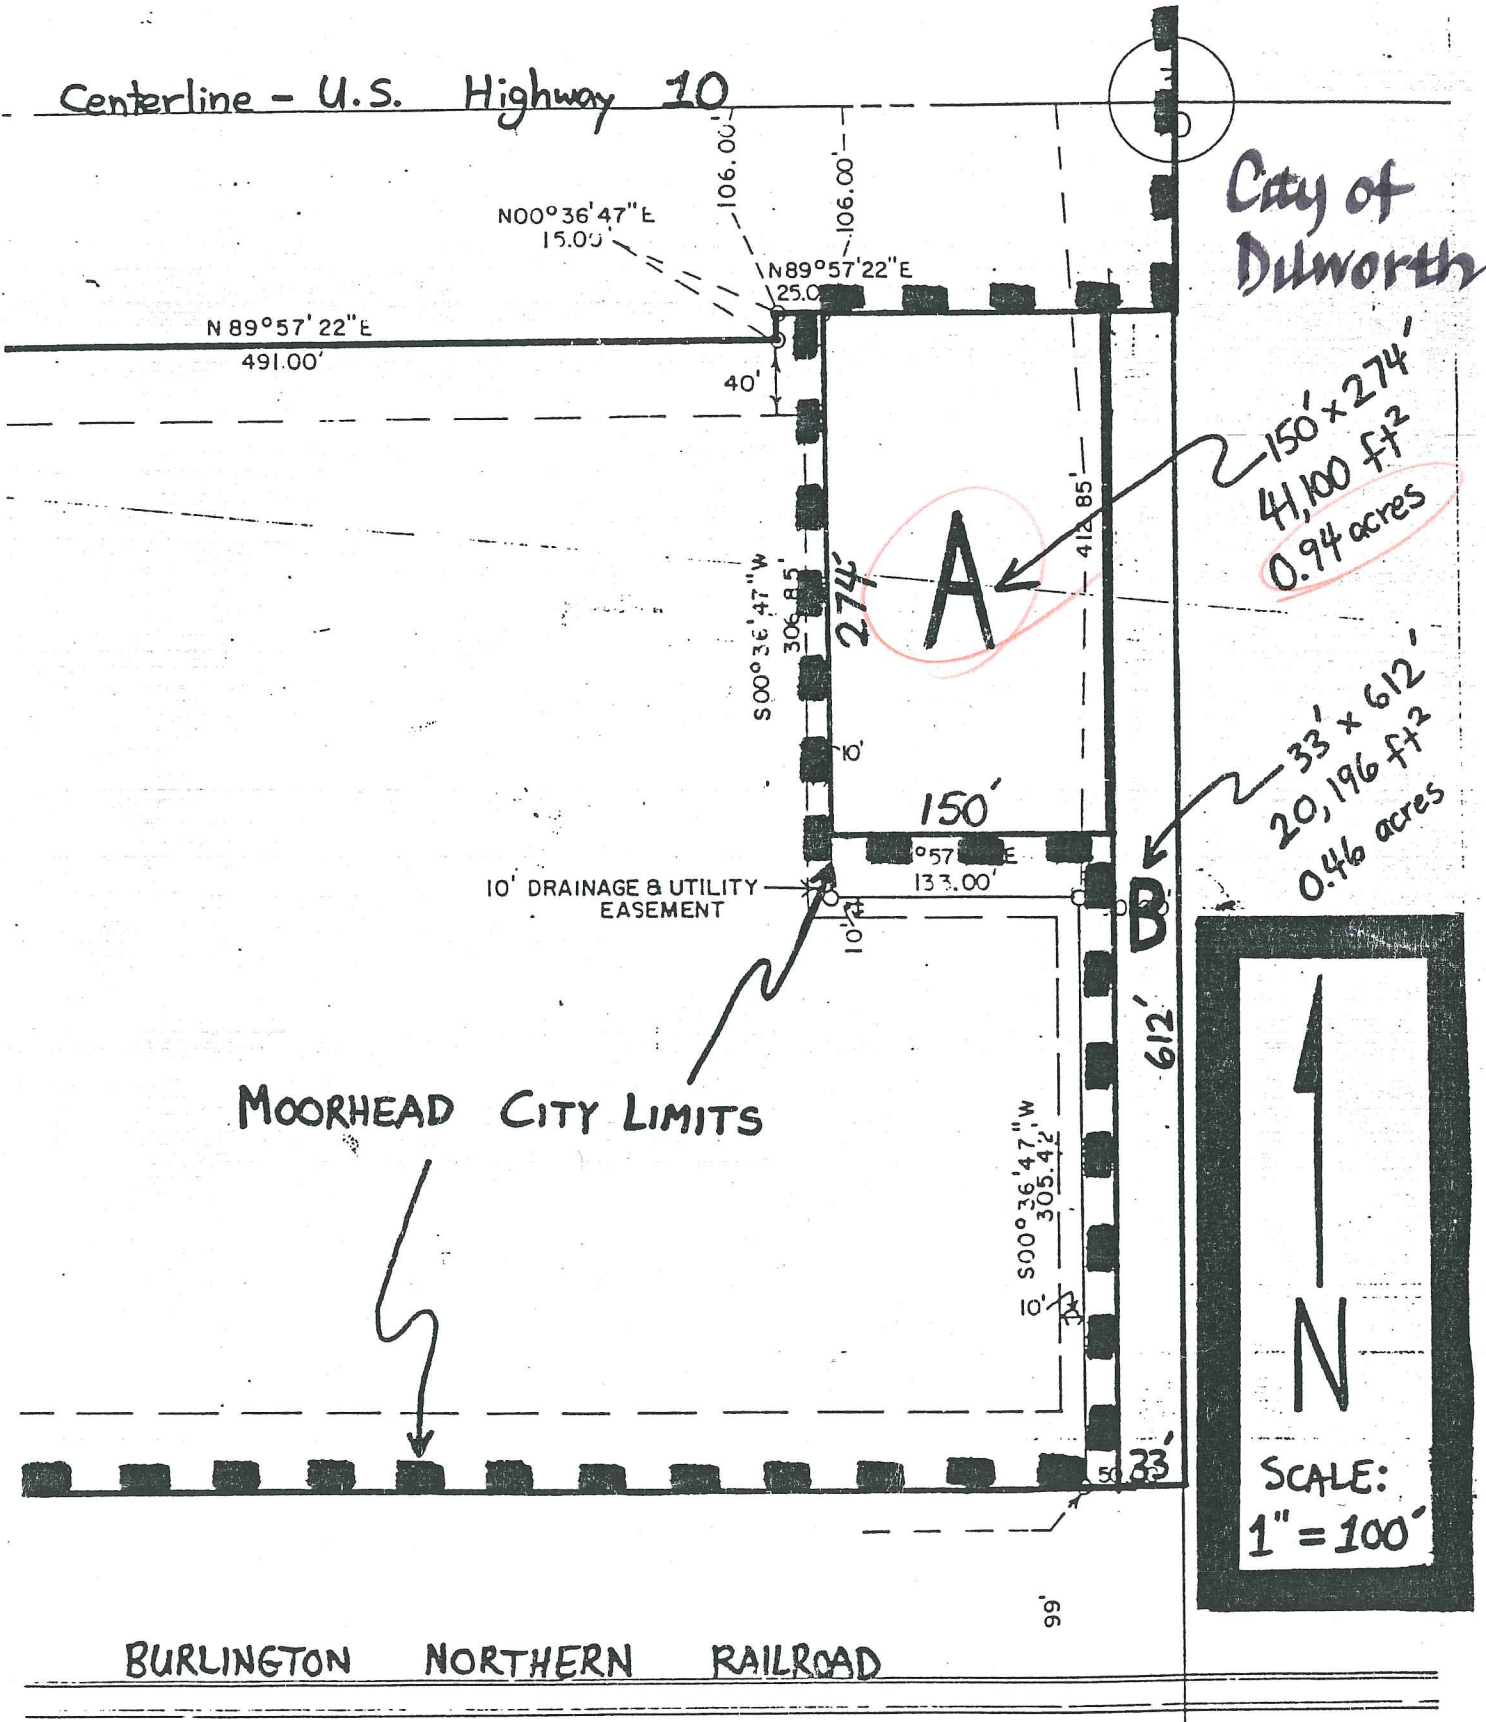 Centerline - U.S. Highway 10
106.00'
106.00'
City of
Dilworth
N00°36'47"E
15.00'
N89°57'22"E
25.0
N 89°57'22"E
491.00'
40'
150' x 274'
41,100 ft²
0.94 acres
412.85'
A
S00°36'47"W
306.85'
274'
10'
150'
33' x 612'
20,196 ft²
0.46 acres
°57 E
133.00'
10' DRAINAGE & UTILITY
EASEMENT
10'
B
612'
MOORHEAD CITY LIMITS
S00°36'47"W
305.42
10'
N
33'
SCALE:
1" = 100'
99'
BURLINGTON NORTHERN RAILROAD